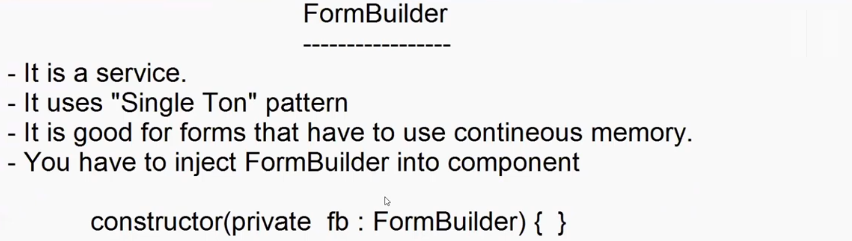 FormBuilder
-----------------
- It is a service.
- It uses "Single Ton" pattern
- It is good for forms that have to use contineous memory.
- You have to inject FormBuilder into component
constructor(private fb : FormBuilder) { }